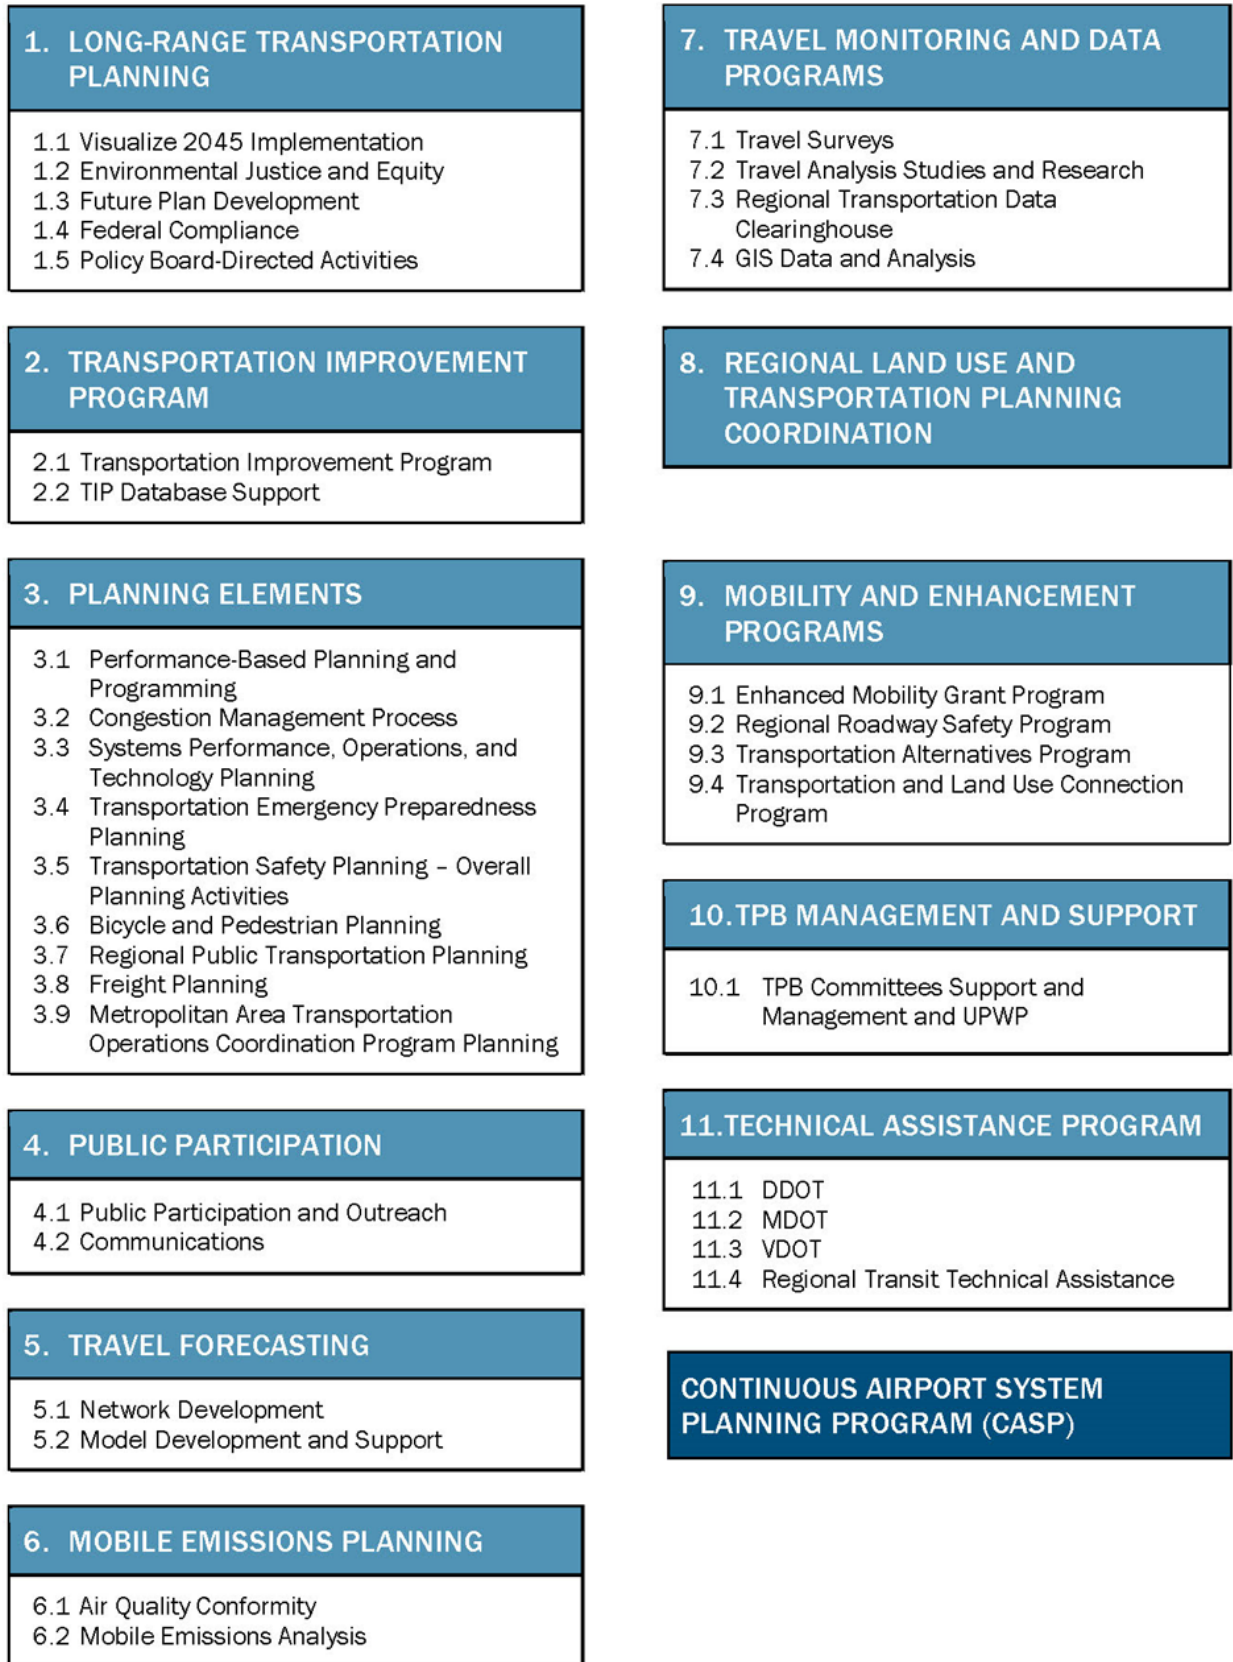 1. LONG-RANGE TRANSPORTATION
PLANNING
1.1 Visualize 2045 Implementation
1.2 Environmental Justice and Equity
1.3 Future Plan Development
1.4 Federal Compliance
1.5 Policy Board-Directed Activities
2. TRANSPORTATION IMPROVEMENT
PROGRAM
2.1 Transportation Improvement Program
2.2 TIP Database Support
3. PLANNING ELEMENTS
3.1 Performance-Based Planning and
Programming
3.2 Congestion Management Process
3.3 Systems Performance, Operations, and
Technology Planning
3.4 Transportation Emergency Preparedness
Planning
3.5 Transportation Safety Planning – Overall
Planning Activities
3.6 Bicycle and Pedestrian Planning
3.7 Regional Public Transportation Planning
3.8 Freight Planning
3.9 Metropolitan Area Transportation
Operations Coordination Program Planning
4. PUBLIC PARTICIPATION
4.1 Public Participation and Outreach
4.2 Communications
5. TRAVEL FORECASTING
5.1 Network Development
5.2 Model Development and Support
6. MOBILE EMISSIONS PLANNING
6.1 Air Quality Conformity
6.2 Mobile Emissions Analysis
7. TRAVEL MONITORING AND DATA
PROGRAMS
7.1 Travel Surveys
7.2 Travel Analysis Studies and Research
7.3 Regional Transportation Data
Clearinghouse
7.4 GIS Data and Analysis
8. REGIONAL LAND USE AND
TRANSPORTATION PLANNING
COORDINATION
9. MOBILITY AND ENHANCEMENT
PROGRAMS
9.1 Enhanced Mobility Grant Program
9.2 Regional Roadway Safety Program
9.3 Transportation Alternatives Program
9.4 Transportation and Land Use Connection
Program
10.TPB MANAGEMENT AND SUPPORT
10.1 TPB Committees Support and
Management and UPWP
11.TECHNICAL ASSISTANCE PROGRAM
11.1 DDOT
11.2 MDOT
11.3 VDOT
11.4 Regional Transit Technical Assistance
CONTINUOUS AIRPORT SYSTEM
PLANNING PROGRAM (CASP)